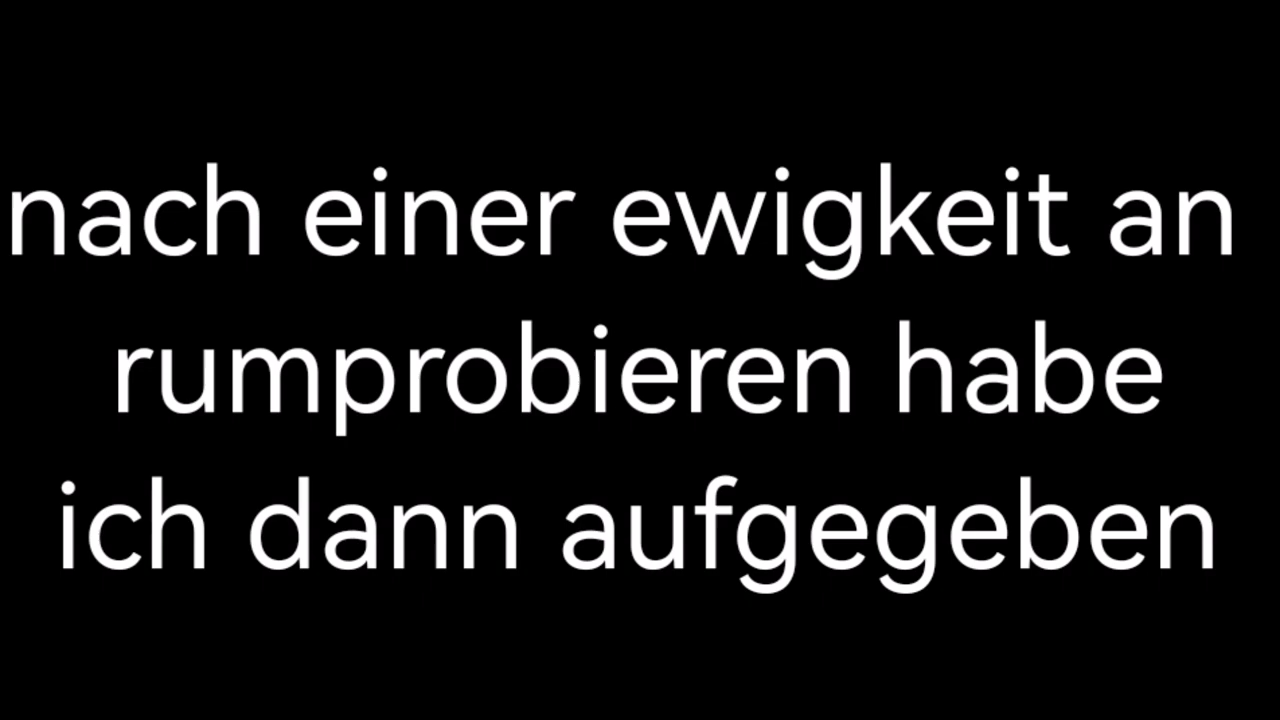 nach einer ewigkeit an
rumprobieren habe
ich dann aufgegeben